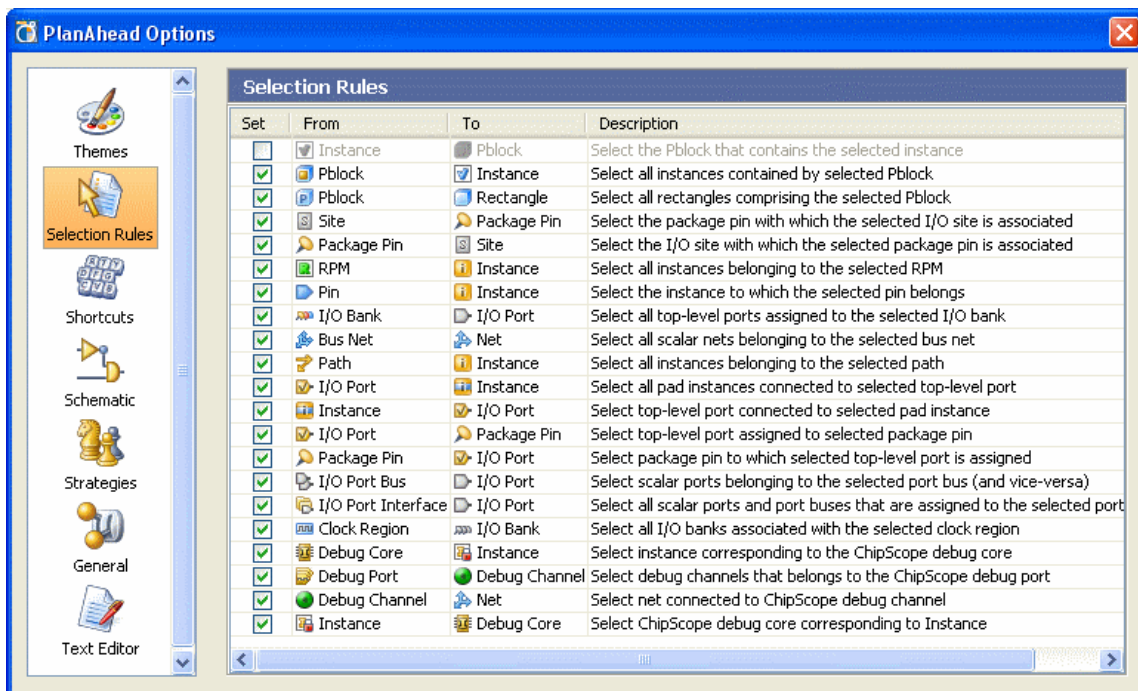 PlanAhead Options
Themes
Selection Rules
Shortcuts
Schematic
Strategies
General
Text Editor
Selection Rules
Set From To Description
Instance Pblock Select the Pblock that contains the selected instance
Pblock Instance Select all instances contained by selected Pblock
Pblock Rectangle Select all rectangles comprising the selected Pblock
Site Package Pin Select the package pin with which the selected I/O site is associated
Package Pin Site Select the I/O site with which the selected package pin is associated
RPM Instance Select all instances belonging to the selected RPM
Pin Instance Select the instance to which the selected pin belongs
I/O Bank I/O Port Select all top-level ports assigned to the selected I/O bank
Bus Net Net Select all scalar nets belonging to the selected bus net
Path Instance Select all instances belonging to the selected path
I/O Port Instance Select all pad instances connected to selected top-level port
Instance I/O Port Select top-level port connected to selected pad instance
I/O Port Package Pin Select top-level port assigned to selected package pin
Package Pin I/O Port Select package pin to which selected top-level port is assigned
I/O Port Bus I/O Port Select scalar ports belonging to the selected port bus (and vice-versa)
I/O Port Interface I/O Port Select all scalar ports and port buses that are assigned to the selected port
Clock Region I/O Bank Select all I/O banks associated with the selected clock region
Debug Core Instance Select instance corresponding to the ChipScope debug core
Debug Port Debug Channel Select debug channels that belongs to the ChipScope debug port
Debug Channel Net Select net connected to ChipScope debug channel
Instance Debug Core Select ChipScope debug core corresponding to Instance